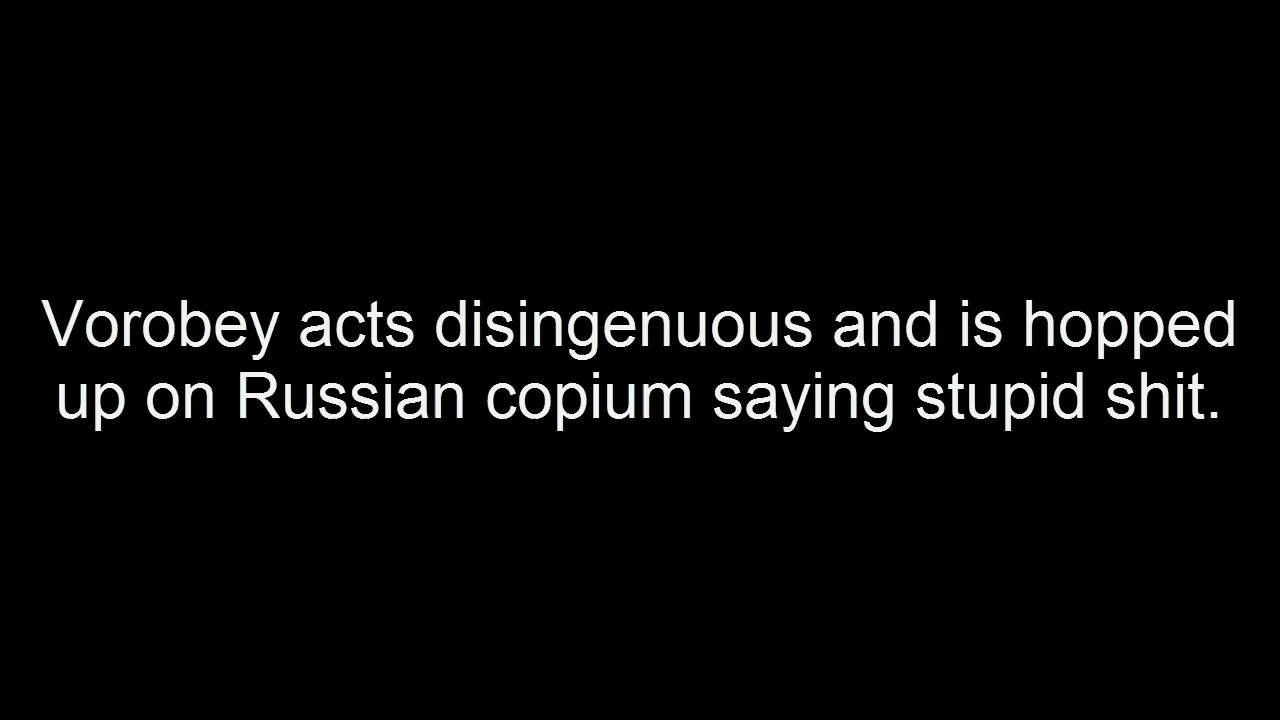 Vorobey acts disingenuous and is hopped
up on Russian copium saying stupid shit.